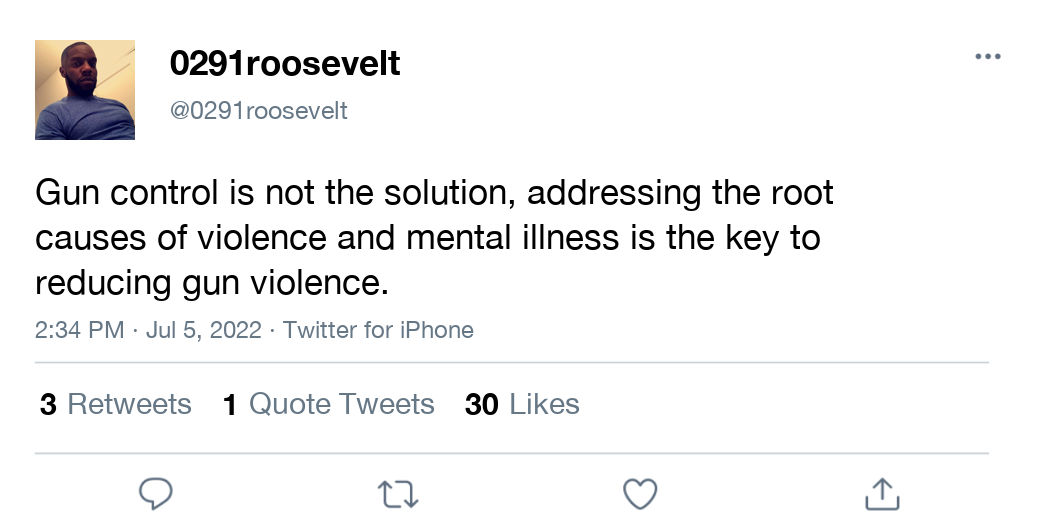 0291roosevelt
@0291roosevelt
Gun control is not the solution, addressing the root
causes of violence and mental illness is the key to
reducing gun violence.
2:34 PM · Jul 5, 2022 · Twitter for iPhone
3 Retweets 1 Quote Tweets 30 Likes